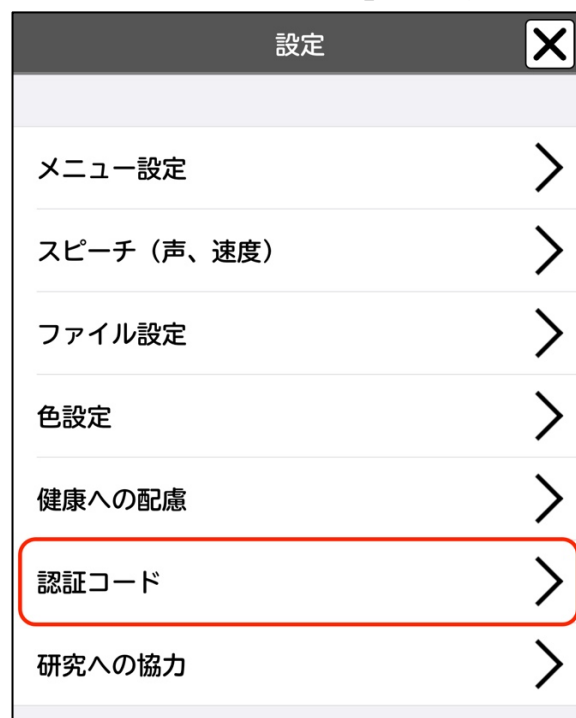 設定
メニュー設定
スピーチ（声、速度）
ファイル設定
色設定
健康への配慮
認証コード
研究への協力